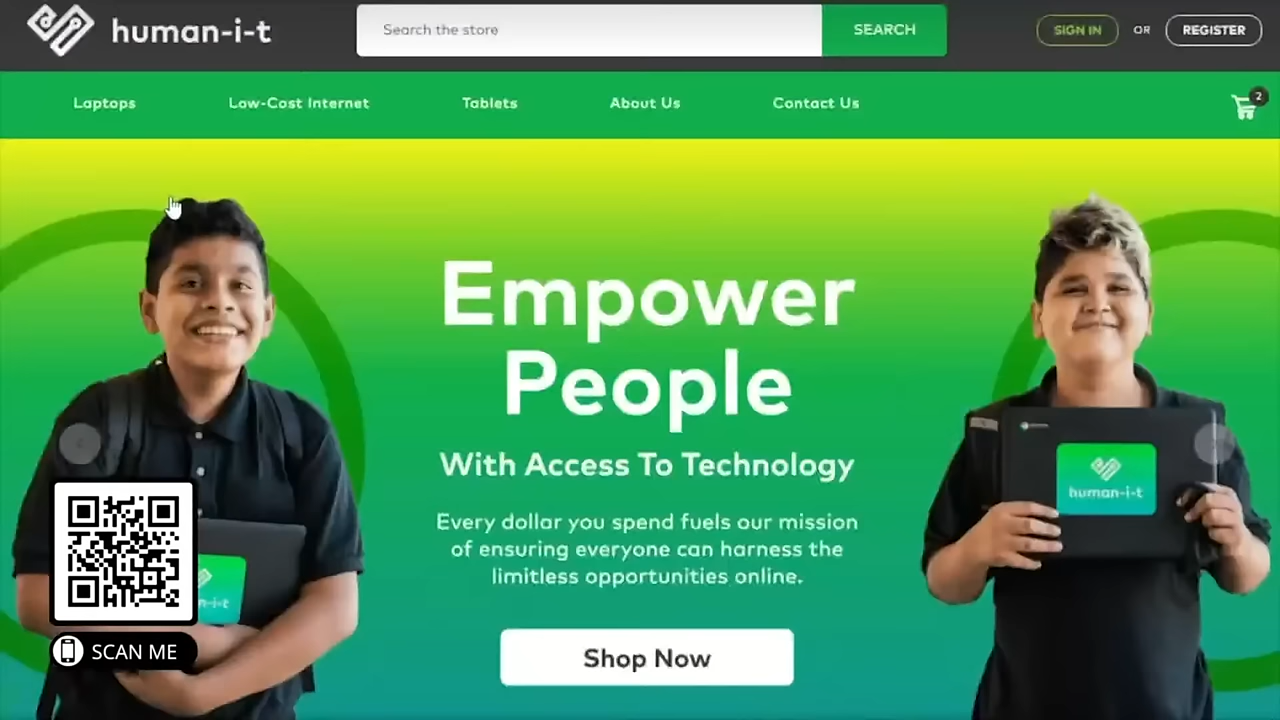 human-i-t
Search the store
SEARCH
SIGN IN
OR
REGISTER
Laptops
Low-Cost Internet
Tablets
About Us
Contact Us
2
Empower
People
With Access To Technology
Every dollar you spend fuels our mission
of ensuring everyone can harness the
limitless opportunities online.
Shop Now
human-i-t
n-i-t
SCAN ME